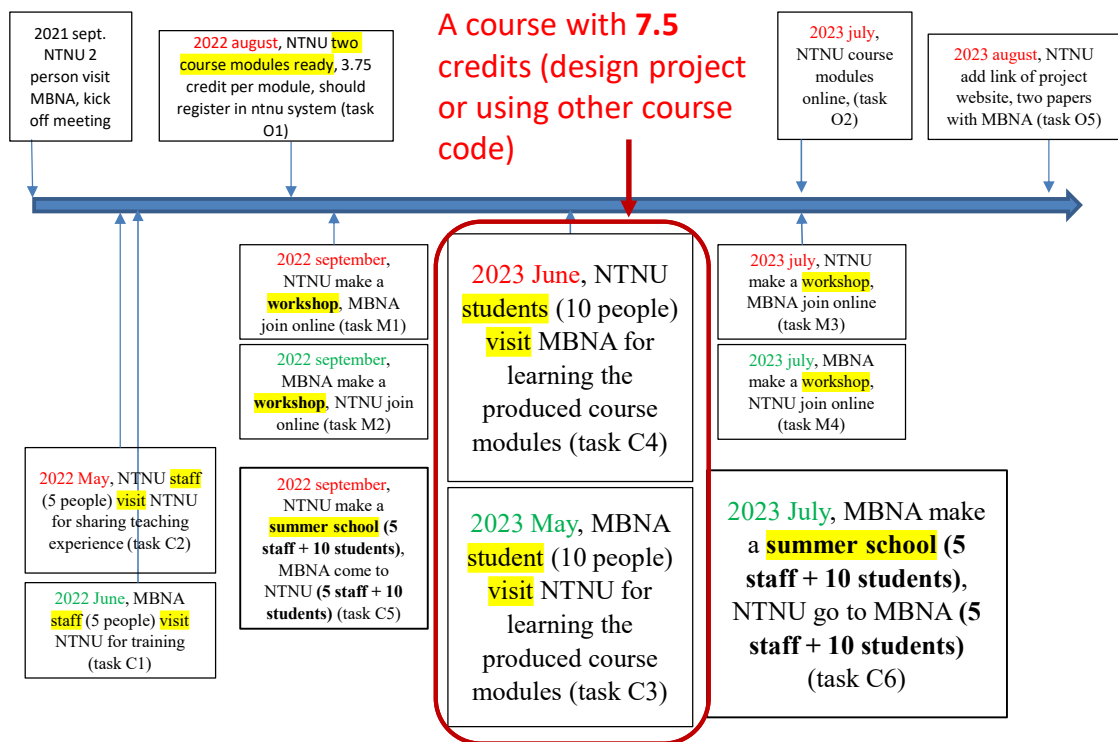 2021 sept.
NTNU 2
person visit
MBNA, kick
off meeting
2022 august, NTNU two
course modules ready, 3.75
credit per module, should
register in ntnu system (task
O1)
A course with 7.5
credits (design project
or using other course
code)
2023 july,
NTNU course
modules
online, (task
O2)
2023 august, NTNU
add link of project
website, two papers
with MBNA (task O5)
2022 september,
NTNU make a
workshop, MBNA
join online (task M1)
2022 september,
MBNA make a
workshop, NTNU join
online (task M2)
2023 June, NTNU
students (10 people)
visit MBNA for
learning the
produced course
modules (task C4)
2023 july, NTNU
make a workshop,
MBNA join online
(task M3)
2023 july, MBNA
make a workshop,
NTNU join online
(task M4)
2022 May, NTNU staff
(5 people) visit NTNU
for sharing teaching
experience (task C2)
2022 June, MBNA
staff (5 people) visit
NTNU for training
(task C1)
2022 september,
NTNU make a
summer school (5
staff + 10 students),
MBNA come to
NTNU (5 staff + 10
students) (task C5)
2023 May, MBNA
student (10 people)
visit NTNU for
learning the
produced course
modules (task C3)
2023 July, MBNA make
a summer school (5
staff + 10 students),
NTNU go to MBNA (5
staff + 10 students)
(task C6)